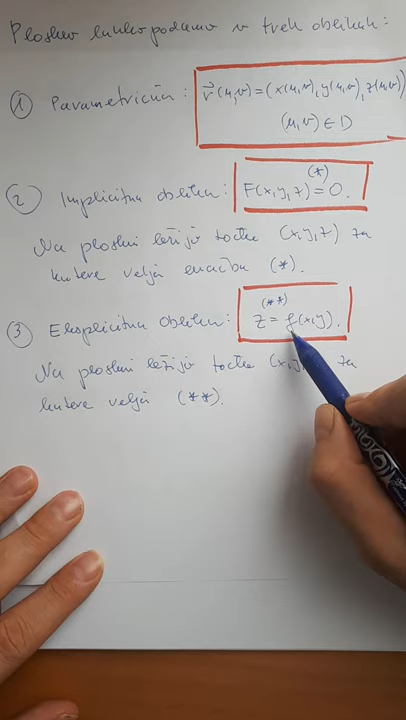 Ploskev lahko podamo v treh oblikah:
① Parametrična: r⃗(u,v)=(x(u,v),y(u,v),z(u,v))
(u,v)∈D
② Implicitna oblika: F(x,y,z)=0. (*)
Na ploskvi ležijo točke (x,y,z) za
katere velja enačba (*).
③ Eksplicitna oblika: z=f(x,y). (**)
Na ploskvi ležijo točke (x,y, za
katere velja (**).